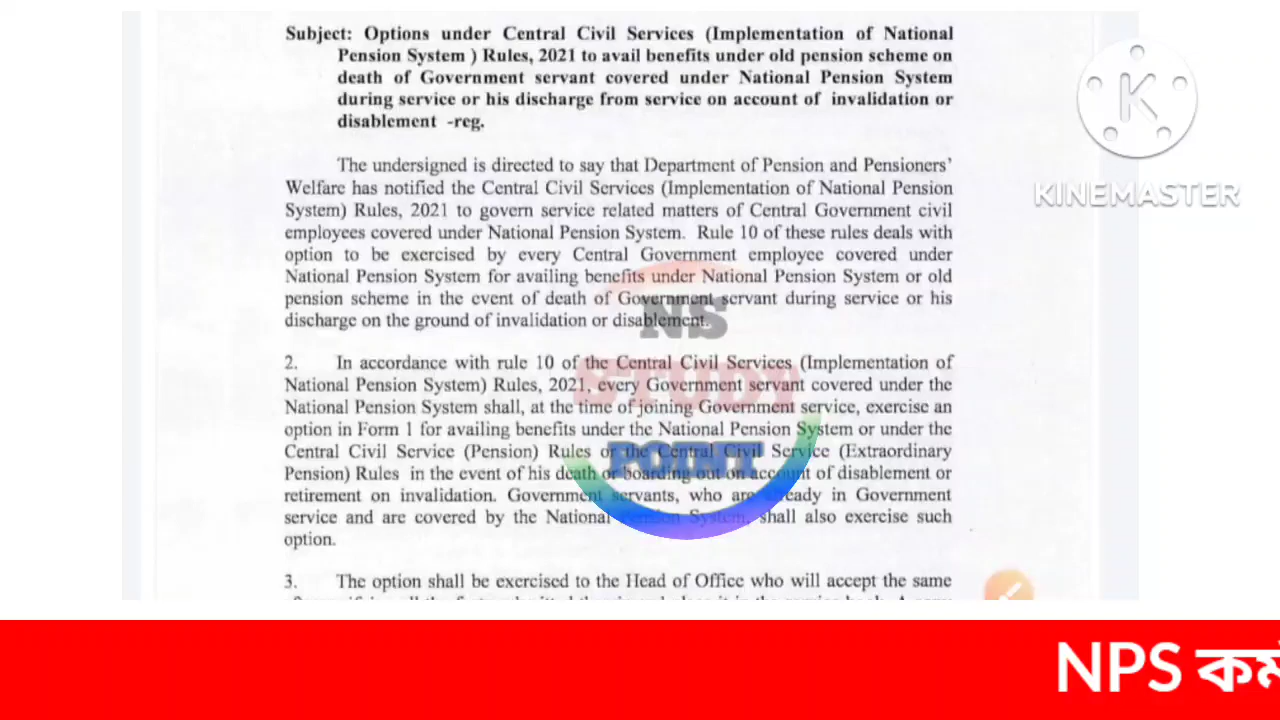 Subject: Options under Central Civil Services (Implementation of National
Pension System ) Rules, 2021 to avail benefits under old pension scheme on
death of Government servant covered under National Pension System
during service or his discharge from service on account of invalidation or
disablement -reg.
The undersigned is directed to say that Department of Pension and Pensioners'
Welfare has notified the Central Civil Services (Implementation of National Pension
System) Rules, 2021 to govern service related matters of Central Government civil
employees covered under National Pension System. Rule 10 of these rules deals with
option to be exercised by every Central Government employee covered under
National Pension System for availing benefits under National Pension System or old
pension scheme in the event of death of Government servant during service or his
discharge on the ground of invalidation or disablement.
2. In accordance with rule 10 of the Central Civil Services (Implementation of
National Pension System) Rules, 2021, every Government servant covered under the
National Pension System shall, at the time of joining Government service, exercise an
option in Form 1 for availing benefits under the National Pension System or under the
Central Civil Service (Pension) Rules or the Central Civil Service (Extraordinary
Pension) Rules in the event of his death or boarding out on account of disablement or
retirement on invalidation. Government servants, who are already in Government
service and are covered by the National Pension System, shall also exercise such
option.
3. The option shall be exercised to the Head of Office who will accept the same
K
KINEMASTER
NS
STUDY
POINT
NPS কর্ম